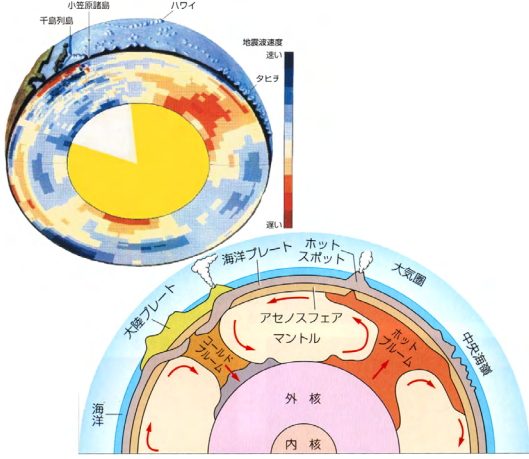 小笠原諸島
千島列島
ハワイ
地震波速度
速い
タヒチ
遅い
海洋プレート
ホット
スポット
大気圏
大陸プレート
アセノスフェア
マントル
コールド
プルーム
ホット
プルーム
中央海嶺
海洋
外核
内核